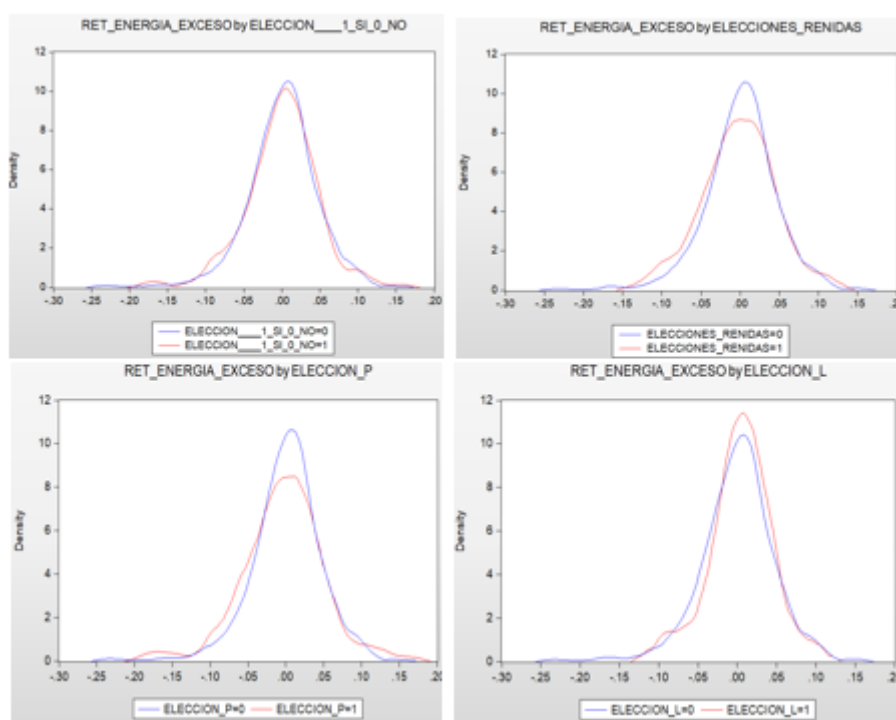 RET_ENERGIA_EXCESO by ELECCION____1_SI_0_NO
12
10
8
6
4
2
0
Density
-.30 -.25 -.20 -.15 -.10 -.05 .00 .05 .10 .15 .20
ELECCION____1_SI_0_NO=0
ELECCION____1_SI_0_NO=1
RET_ENERGIA_EXCESO by ELECCIONES_RENIDAS
12
10
8
6
4
2
0
Density
-.30 -.25 -.20 -.15 -.10 -.05 .00 .05 .10 .15 .20
ELECCIONES_RENIDAS=0
ELECCIONES_RENIDAS=1
RET_ENERGIA_EXCESO by ELECCION_P
12
10
8
6
4
2
0
Density
-.30 -.25 -.20 -.15 -.10 -.05 .00 .05 .10 .15 .20
ELECCION_P=0 ELECCION_P=1
RET_ENERGIA_EXCESO by ELECCION_L
12
10
8
6
4
2
0
Density
-.30 -.25 -.20 -.15 -.10 -.05 .00 .05 .10 .15 .20
ELECCION_L=0 ELECCION_L=1